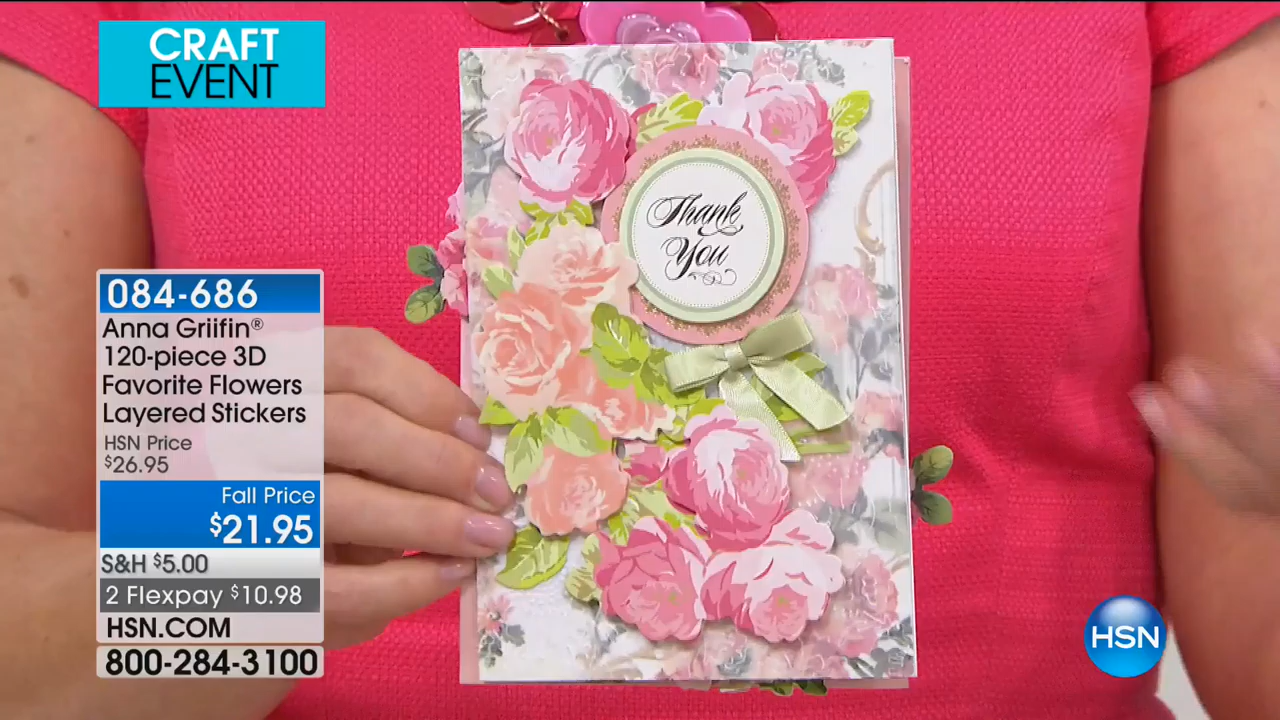 CRAFT
EVENT
Thank
You
084-686
Anna Griifin®
120-piece 3D
Favorite Flowers
Layered Stickers
HSN Price
$26.95
Fall Price
$21.95
S&H $5.00
2 Flexpay $10.98
HSN.COM
800-284-3100
HSN